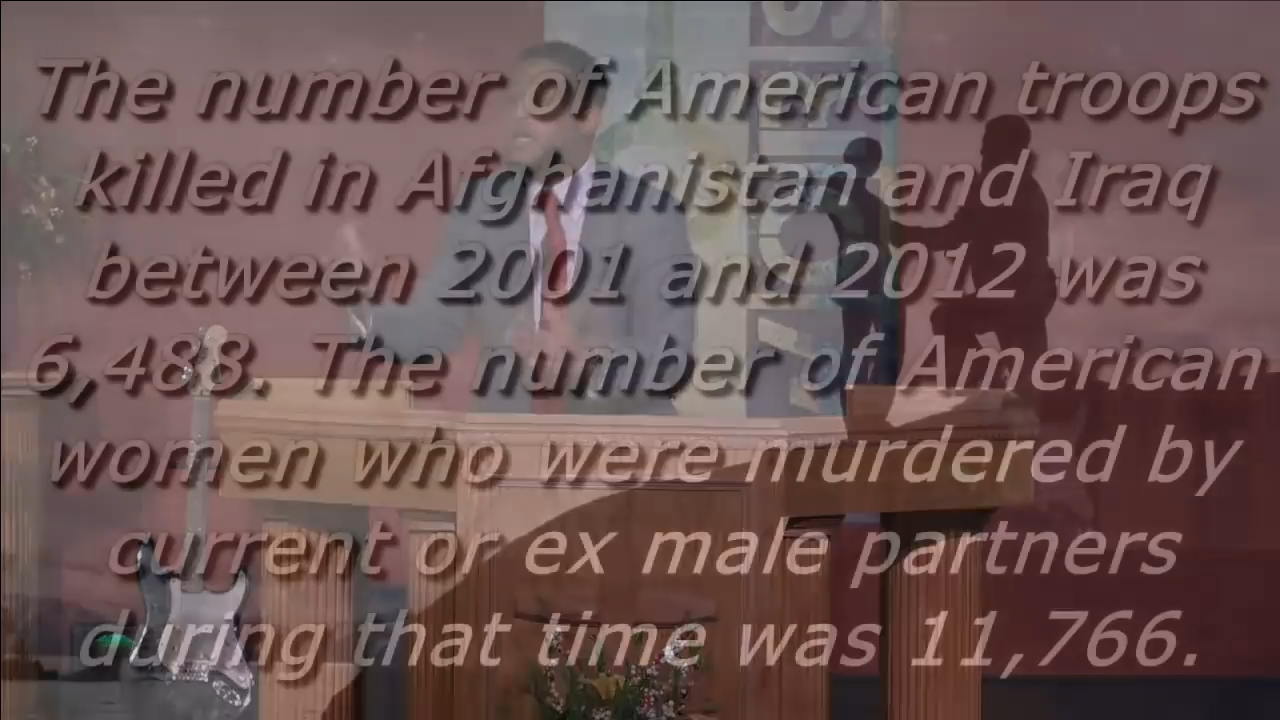 The number of American troops
killed in Afghanistan and Iraq
between 2001 and 2012 was
6,488. The number of American
women who were murdered by
current or ex male partners
during that time was 11,766.